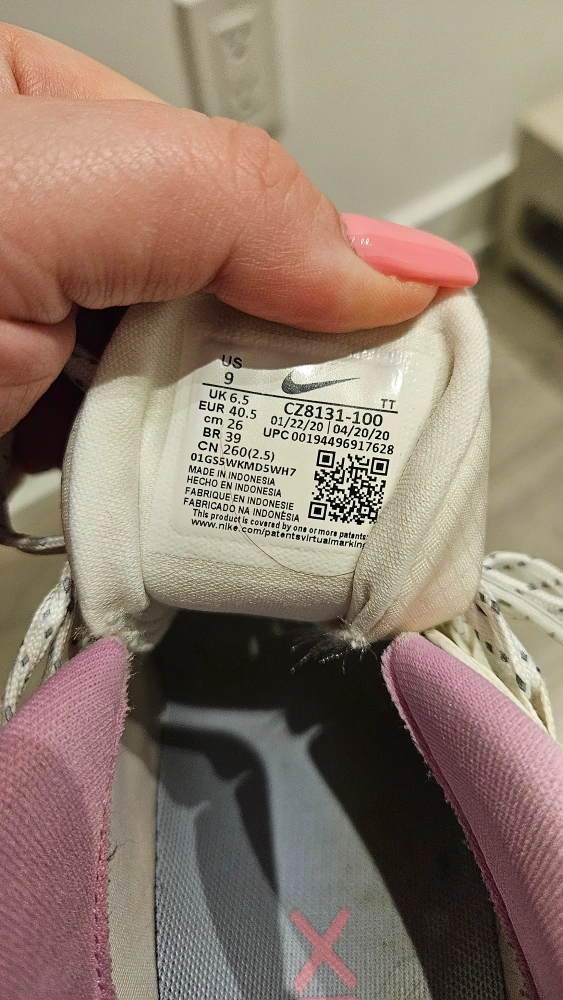 US
9
TT
UK 6.5
EUR 40.5
cm 26
BR 39
CN 260(2.5)
CZ8131-100
01/22/20 | 04/20/20
UPC 00194496917628
01GS5WKMD5WH7
MADE IN INDONESIA
HECHO EN INDONESIA
FABRIQUE EN INDONESIE
FABRICADO NA INDONÉSIA
This product is covered by one or more patents:
www.nike.com/patentsvirtualmarking
X